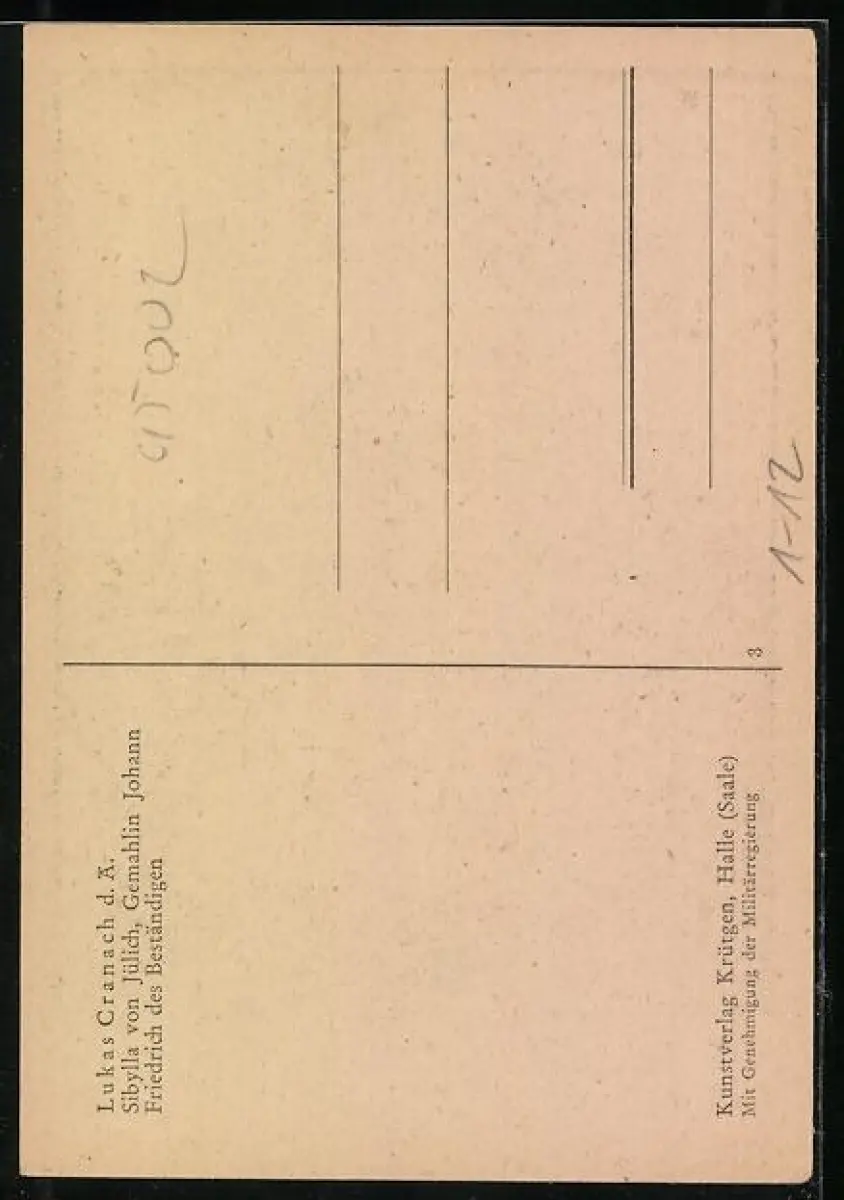 Lukas Cranach d. Ä.
Sibylla von Jülich, Gemahlin Johann
Friedrich des Beständigen
Kunstverlag Krütgen, Halle (Saale)
Mit Genehmigung der Militärregierung
3
1-12